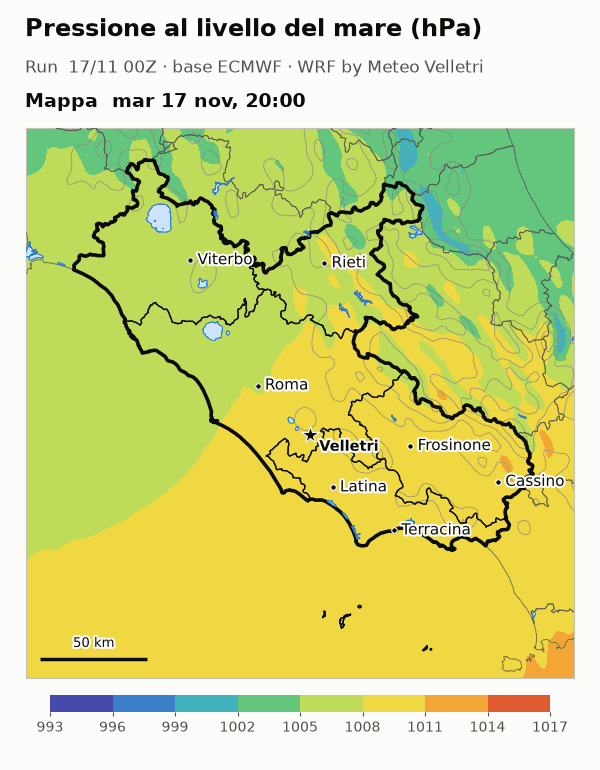 Pressione al livello del mare (hPa)
Run  17/11 00Z · base ECMWF · WRF by Meteo Velletri
Mappa  mar 17 nov, 20:00
Viterbo
Rieti
Roma
Velletri
Frosinone
Cassino
Latina
Terracina
50 km
993 996 999 1002 1005 1008 1011 1014 1017